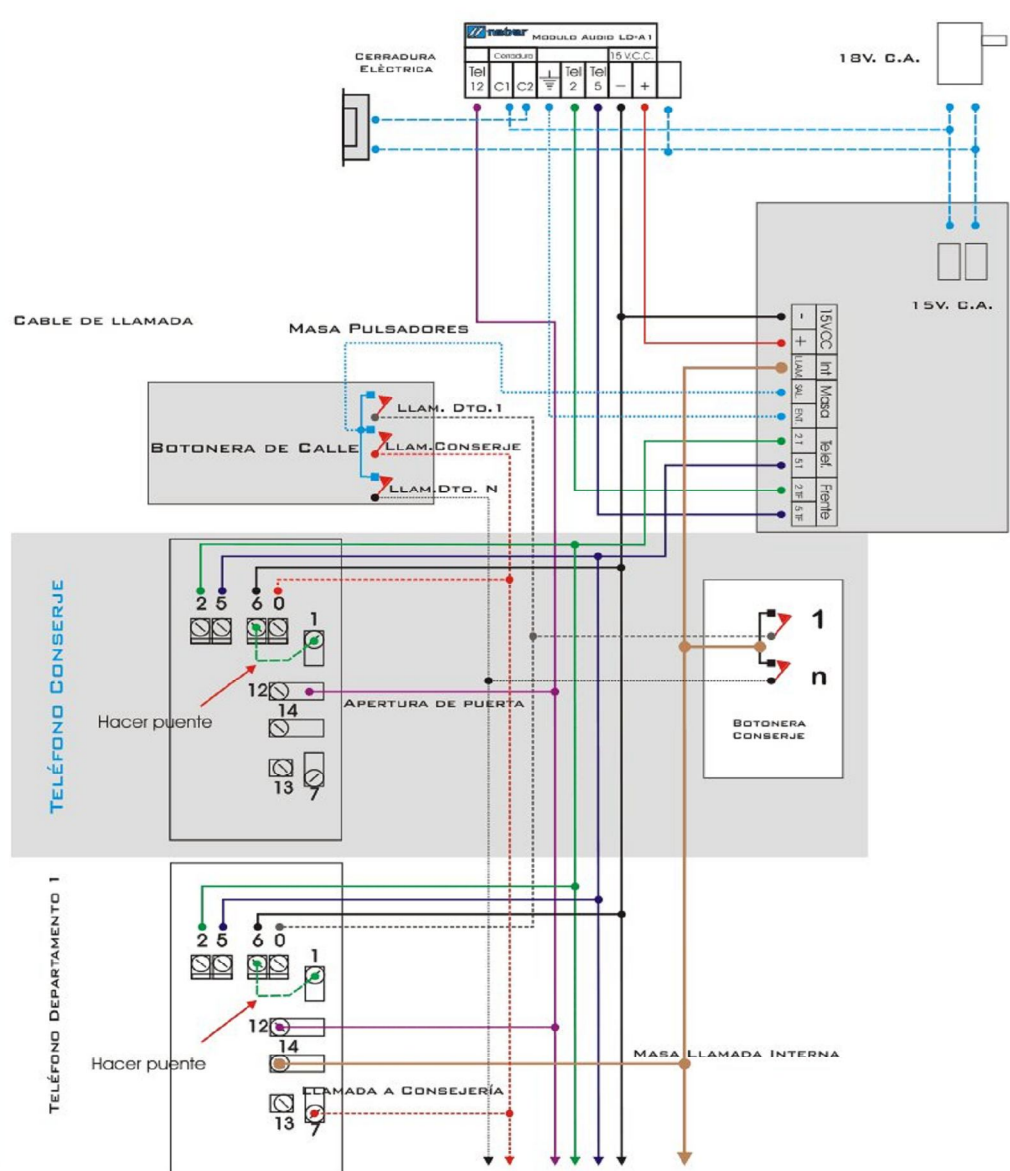 nebar Modulo Audio LD-A1
Cerradura 15 V.C.C.
Tel 12 C1 C2 Tel 2 Tel 5 - +
Cerradura Elèctrica
18V. C.A.
15V. C.A.
- + 15VCC
LLAM. Int
SAL. ENT. Masa
2 T 5 T Telef.
2 TF 5 TF Frente
Cable de llamada
Masa Pulsadores
Botonera de Calle
Llam. Dto.1
Llam.Conserje
Llam.Dto. N
Teléfono Conserje
2 5 6 0
1
12
14
13
7
Hacer puente
Apertura de puerta
1
n
Botonera Conserje
Teléfono Departamento 1
2 5 6 0
1
12
14
13
7
Hacer puente
Masa Llamada Interna
Llamada a Consejería